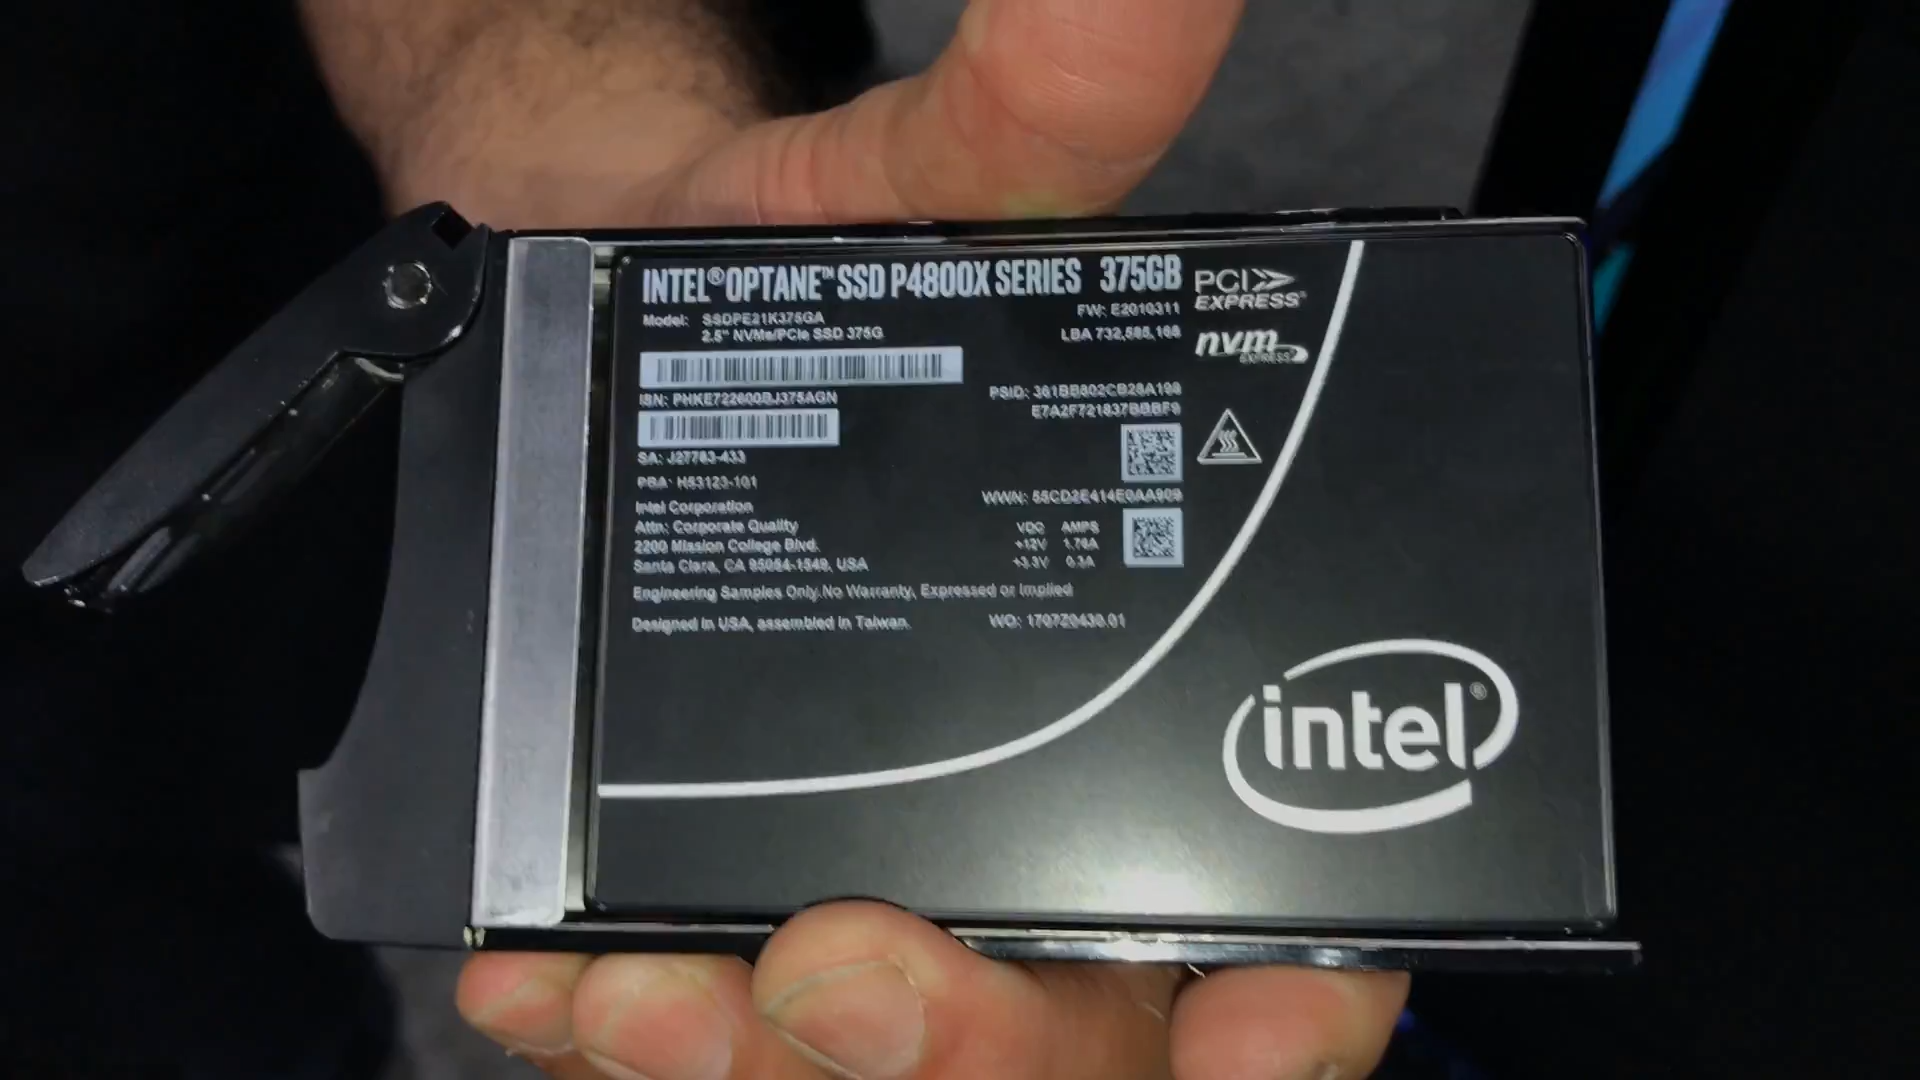 INTEL® OPTANE™ SSD P4800X SERIES 375GB
PCI EXPRESS®
Model: SSDPE21K375GA
2.5" NVMe/PCIe SSD 375G
FW: E2010311
LBA 732,585,168
nvm EXPRESS
ISN: PHKE722600BJ375AGN
PSID: 361BB802CB28A198
E7A2F721837BBBF9
SA: J27783-433
PBA: H53123-101
WWN: 55CD2E414E0AA909
Intel Corporation
Attn: Corporate Quality
2200 Mission College Blvd.
Santa Clara, CA 95054-1549, USA
VDC AMPS
+12V 1.76A
+3.3V 0.3A
Engineering Samples Only.No Warranty, Expressed or Implied
Designed in USA, assembled in Taiwan.
WO: 1707Z0430.01
intel®